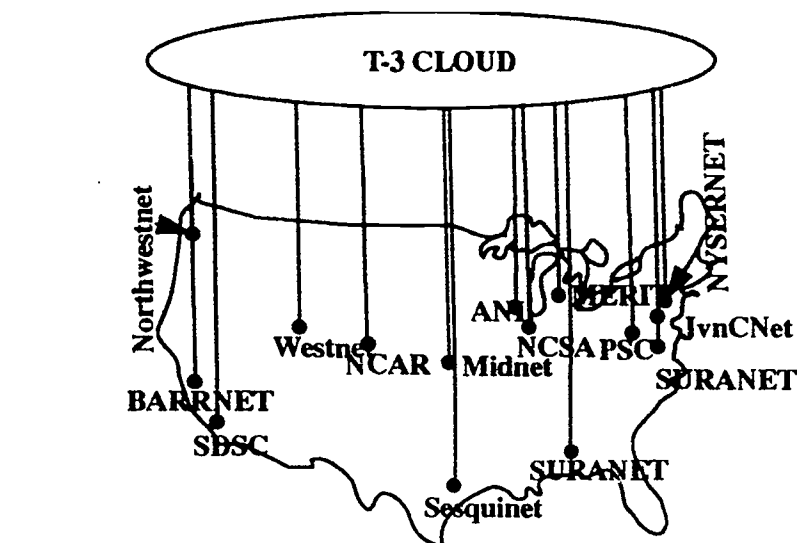 T-3 CLOUD
Northwestnet
NYSERNET
MERIT
ANL
JvnCNet
Westnet
NCAR
Midnet
NCSA
PSC
SURANET
BARRNET
SDSC
SURANET
Sesquinet